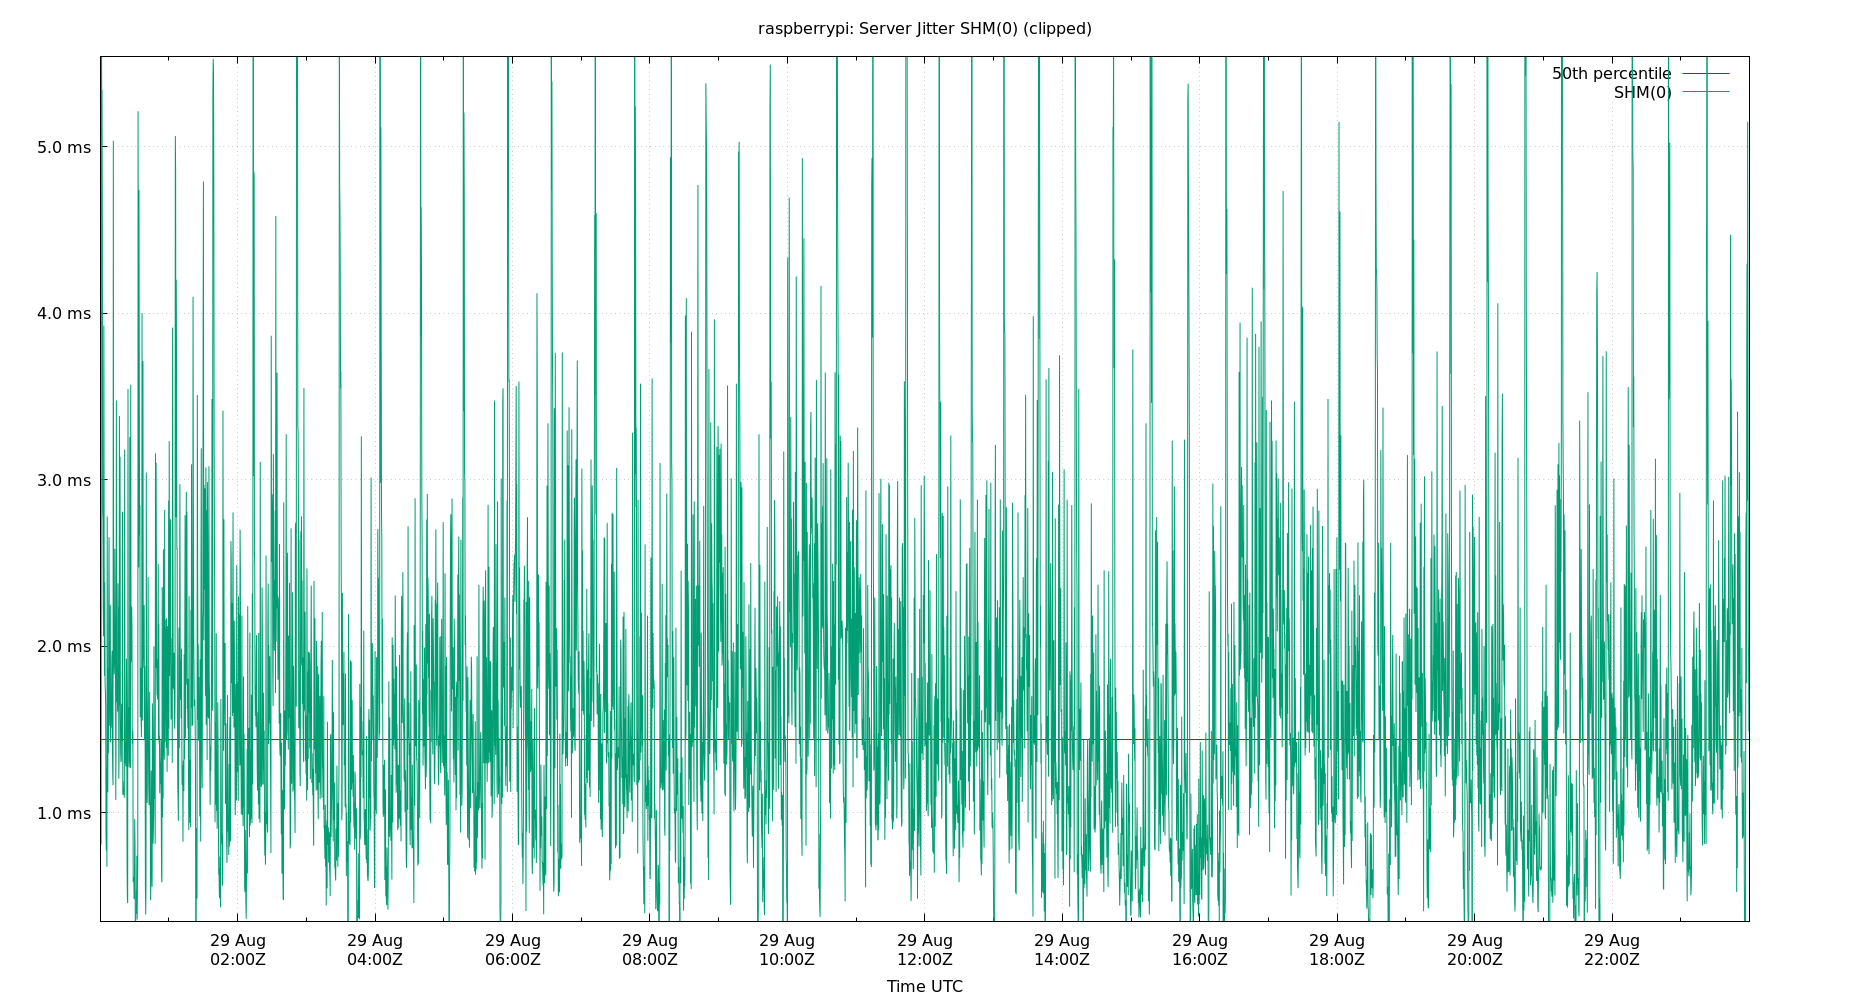 raspberrypi: Server Jitter SHM(0) (clipped)
50th percentile
SHM(0)
5.0 ms
4.0 ms
3.0 ms
2.0 ms
1.0 ms
29 Aug 29 Aug 29 Aug 29 Aug 29 Aug 29 Aug 29 Aug 29 Aug 29 Aug 29 Aug 29 Aug
02:00Z 04:00Z 06:00Z 08:00Z 10:00Z 12:00Z 14:00Z 16:00Z 18:00Z 20:00Z 22:00Z
Time UTC